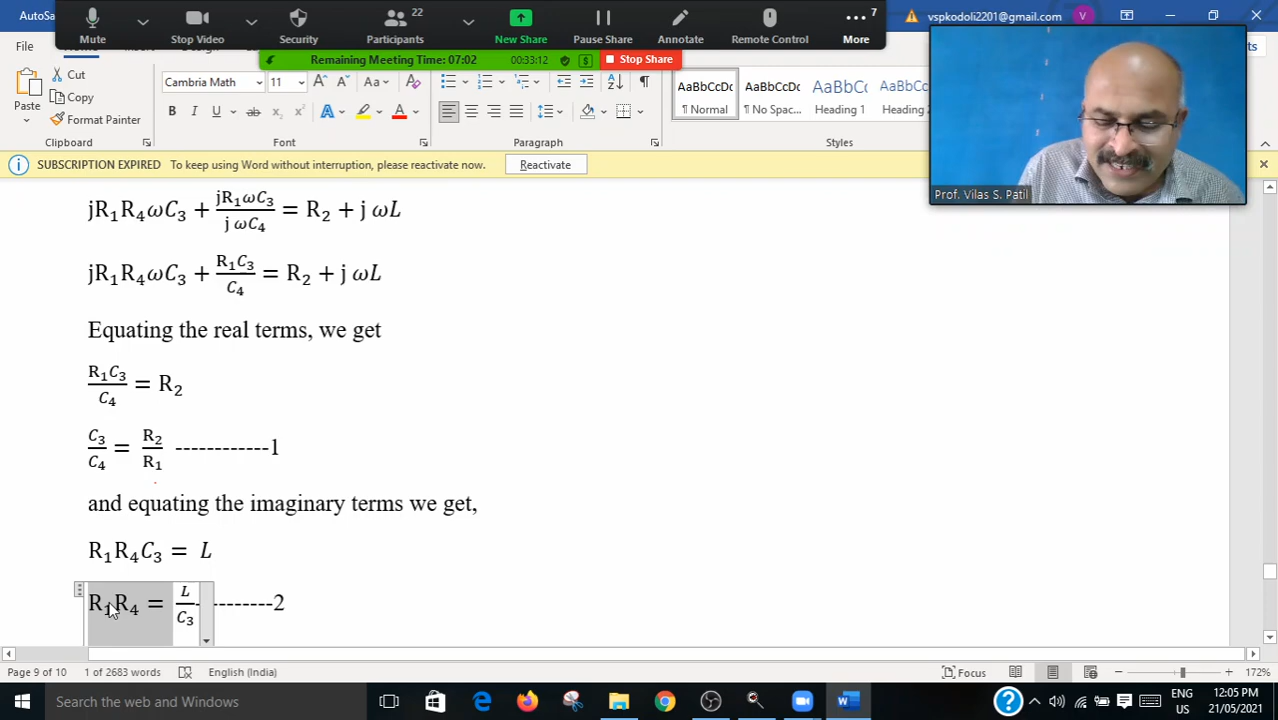 AutoSa
Mute
Stop Video
Security
22
Participants
New Share
Pause Share
Annotate
Remote Control
7
More
vspkodoli2201@gmail.com
V
File
Remaining Meeting Time: 07:02
00:33:12
Stop Share
Paste
Cut
Copy
Format Painter
Cambria Math
11
Aa
B I U ab A A
AaBbCcDc
¶ Normal
AaBbCcDc
¶ No Spac...
AaBbCc
Heading 1
AaBbCc
Heading 2
Clipboard
Font
Paragraph
Styles
SUBSCRIPTION EXPIRED To keep using Word without interruption, please reactivate now.
Reactivate
Prof. Vilas S. Patil
jR₁R₄ωC₃ + jR₁ωC₃/j ωC₄ = R₂ + j ωL
jR₁R₄ωC₃ + R₁C₃/C₄ = R₂ + j ωL
Equating the real terms, we get
R₁C₃/C₄ = R₂
C₃/C₄ = R₂/R₁ ------------1
and equating the imaginary terms we get,
R₁R₄C₃ = L
R₁R₄ = L/C₃ ----------2
Page 9 of 10
1 of 2683 words
English (India)
Focus
172%
Search the web and Windows
ENG
US
12:05 PM
21/05/2021